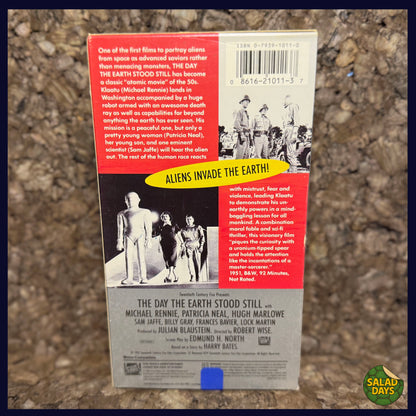 One of the first films to portray aliens
from space as advanced saviors rather
than menacing monsters, THE DAY
THE EARTH STOOD STILL has become
a classic "atomic movie" of the 50s.
Klaatu (Michael Rennie) lands in
Washington accompanied by a huge
robot armed with an awesome death
ray as well as capabilities for beyond
anything the earth has ever seen. His
mission is a peaceful one, but only a
pretty young woman (Patricia Neal),
her young son, and one eminent
scientist (Sam Jaffe) will hear the alien
out. The rest of the human race reacts
ISBN 0-7939-1011-0
0 86162 1011-3 7
ALIENS INVADE THE EARTH!
with mistrust, fear and
violence, leading Klaatu
to demonstrate his un-
earthly powers in a mind-
boggling lesson for all
mankind. A combination
moral fable and sci-fi
thriller, this visionary film
"piques the curiosity with
a uranium-tipped spear
and holds the attention
like the incantations of a
master-sorcerer."
1951, B&W, 92 Minutes,
Not Rated.
Twentieth Century Fox Presents
THE DAY THE EARTH STOOD STILL with
MICHAEL RENNIE, PATRICIA NEAL, HUGH MARLOWE
SAM JAFFE, BILLY GRAY, FRANCES BAVIER, LOCK MARTIN
Produced by JULIAN BLAUSTEIN. Directed by ROBERT WISE.
Screen Play by EDMUND H. NORTH
Based on a Story by HARRY BATES.
SALAD
DAYS